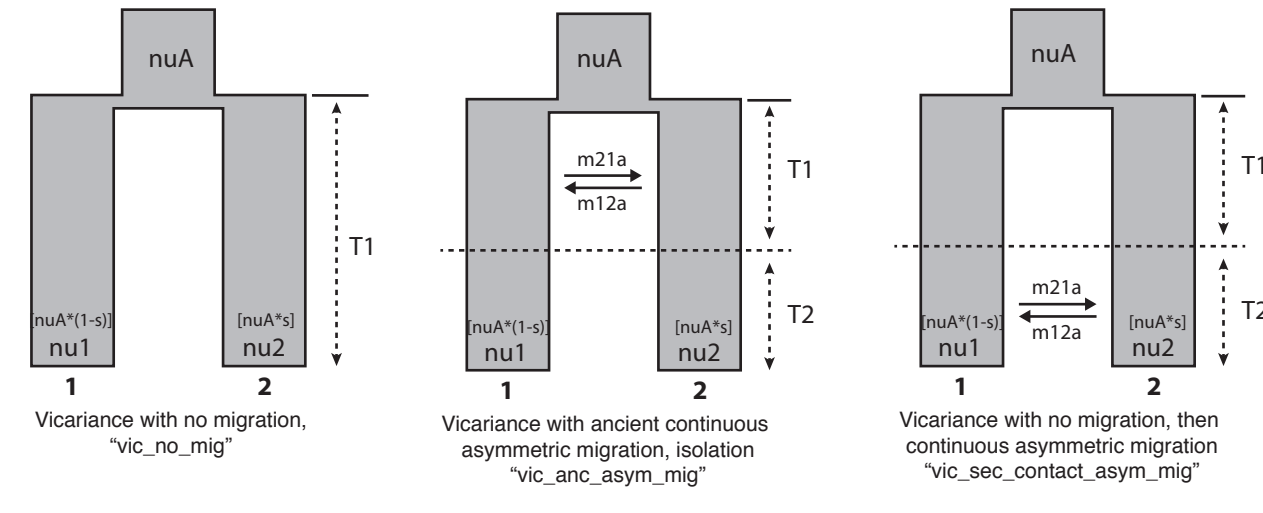 nuA
T1
[nuA*(1-s)]
nu1
[nuA*s]
nu2
1
2
Vicariance with no migration,
“vic_no_mig”
nuA
m21a
m12a
T1
T2
[nuA*(1-s)]
nu1
[nuA*s]
nu2
1
2
Vicariance with ancient continuous
asymmetric migration, isolation
“vic_anc_asym_mig”
nuA
T1
m21a
m12a
T2
[nuA*(1-s)]
nu1
[nuA*s]
nu2
1
2
Vicariance with no migration, then
continuous asymmetric migration
“vic_sec_contact_asym_mig”